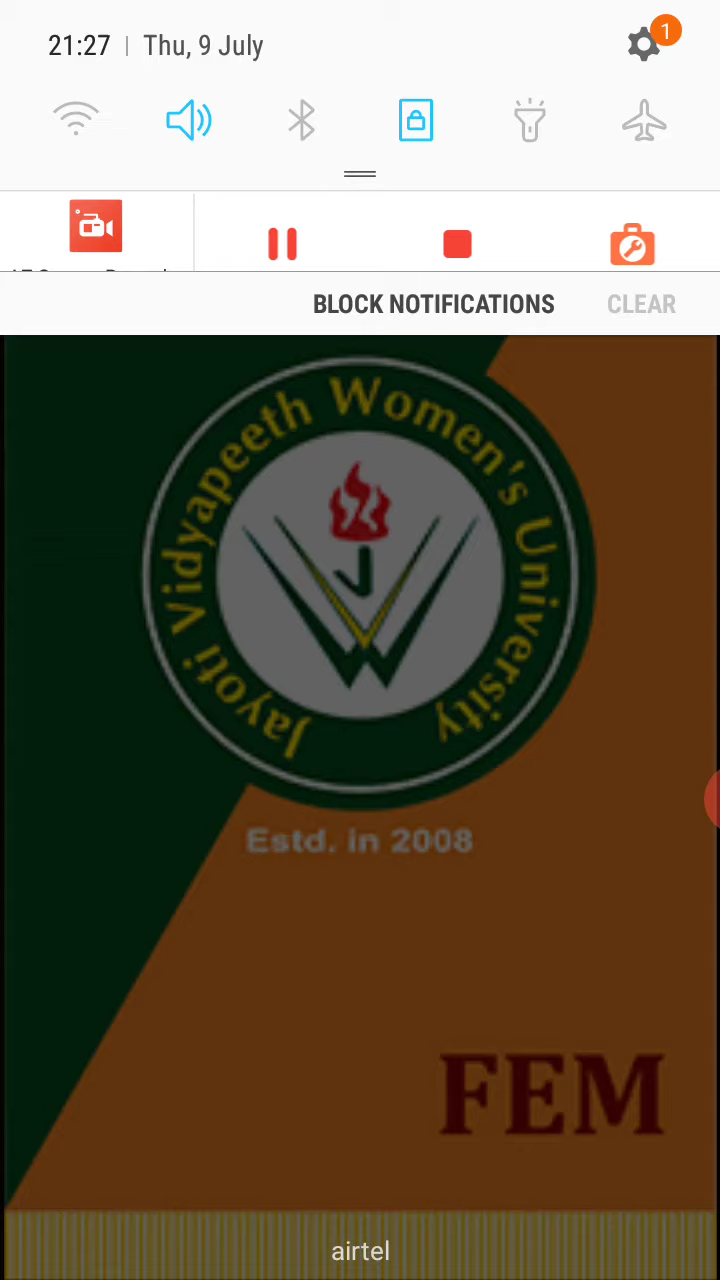 21:27 | Thu, 9 July
1
BLOCK NOTIFICATIONS CLEAR
Jayoti Vidyapeeth Women's University
Estd. in 2008
FEM
airtel